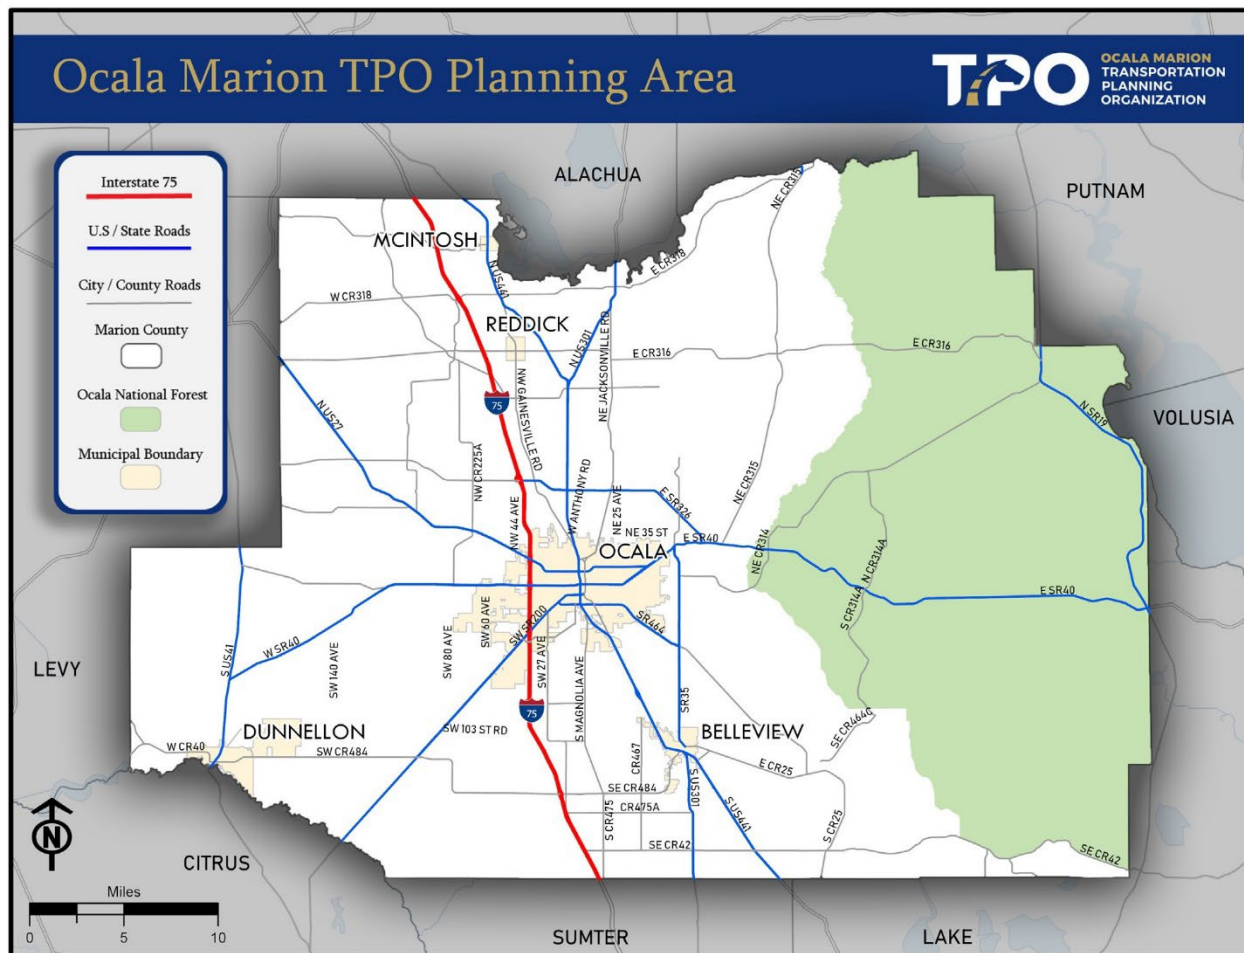 Ocala Marion TPO Planning Area
TPO
OCALA MARION
TRANSPORTATION
PLANNING
ORGANIZATION
Interstate 75
U.S / State Roads
City / County Roads
Marion County
Ocala National Forest
Municipal Boundary
ALACHUA
PUTNAM
VOLUSIA
LEVY
CITRUS
SUMTER
LAKE
MCINTOSH
REDDICK
OCALA
DUNNELLON
BELLEVIEW
NE CR315
E CR318
W CR318
N US441
N US301
NE JACKSONVILLE RD
E CR316
E CR316
N SR19
N US27
75
NW GAINESVILLE RD
NW CR225A
NW 44 AVE
W ANTHONY RD
NE 25 AVE
NE 35 ST
E SR326
E SR40
NE CR315
NE CR314
N CR314A
S CR314A
E SR40
S US41
W SR40
SW 140 AVE
SW 80 AVE
SW 60 AVE
SW SR200
SW 27 AVE
SR464
S MAGNOLIA AVE
SR35
75
SW 103 ST RD
W CR40
SW CR484
SE CR464C
CR467
E CR25
SE CR484
CR475A
S CR475
S US301
S US441
S CR25
SE CR42
SE CR42
N
Miles
0
5
10